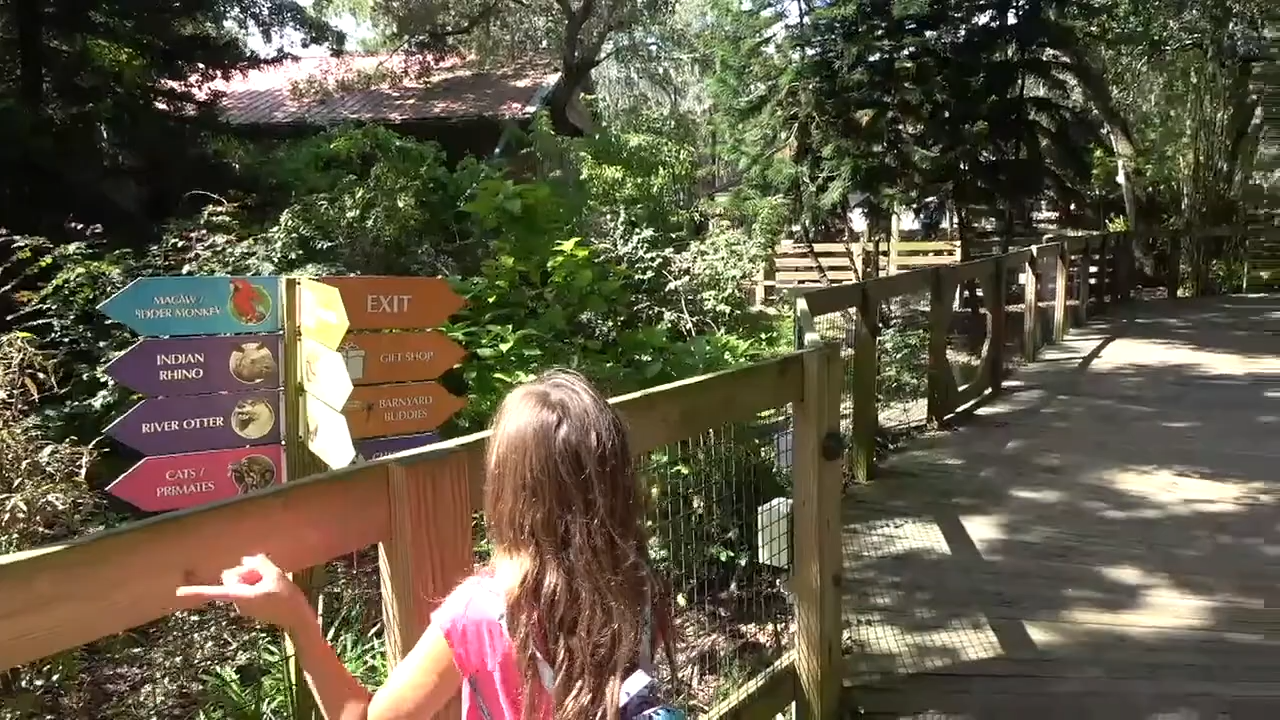 MACAW /
SPIDER MONKEY
INDIAN
RHINO
RIVER OTTER
CATS /
PRIMATES
EXIT
GIFT SHOP
BARNYARD
BUDDIES